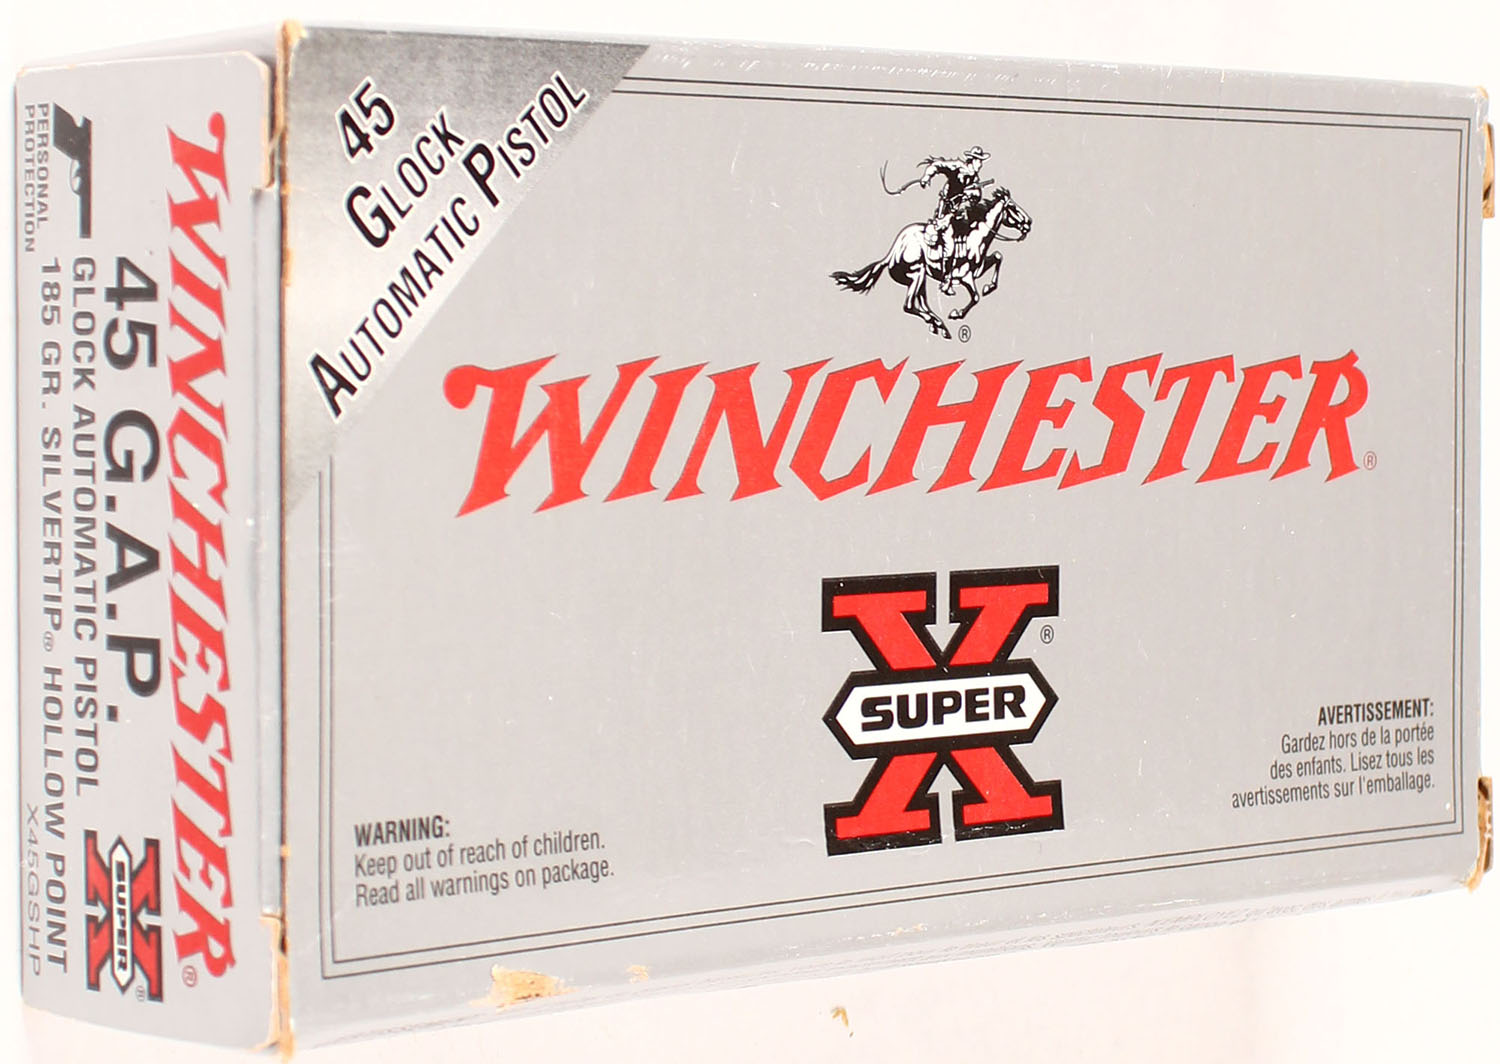 45
GLOCK
AUTOMATIC PISTOL
®
WINCHESTER®
X®
SUPER
WARNING:
Keep out of reach of children.
Read all warnings on package.
AVERTISSEMENT:
Gardez hors de la portée
des enfants. Lisez tous les
avertissements sur l'emballage.
WINCHESTER®
45 G.A.P.
GLOCK AUTOMATIC PISTOL
185 GR. SILVERTIP® HOLLOW POINT
PERSONAL
PROTECTION
X
SUPER
®
X45GSHP